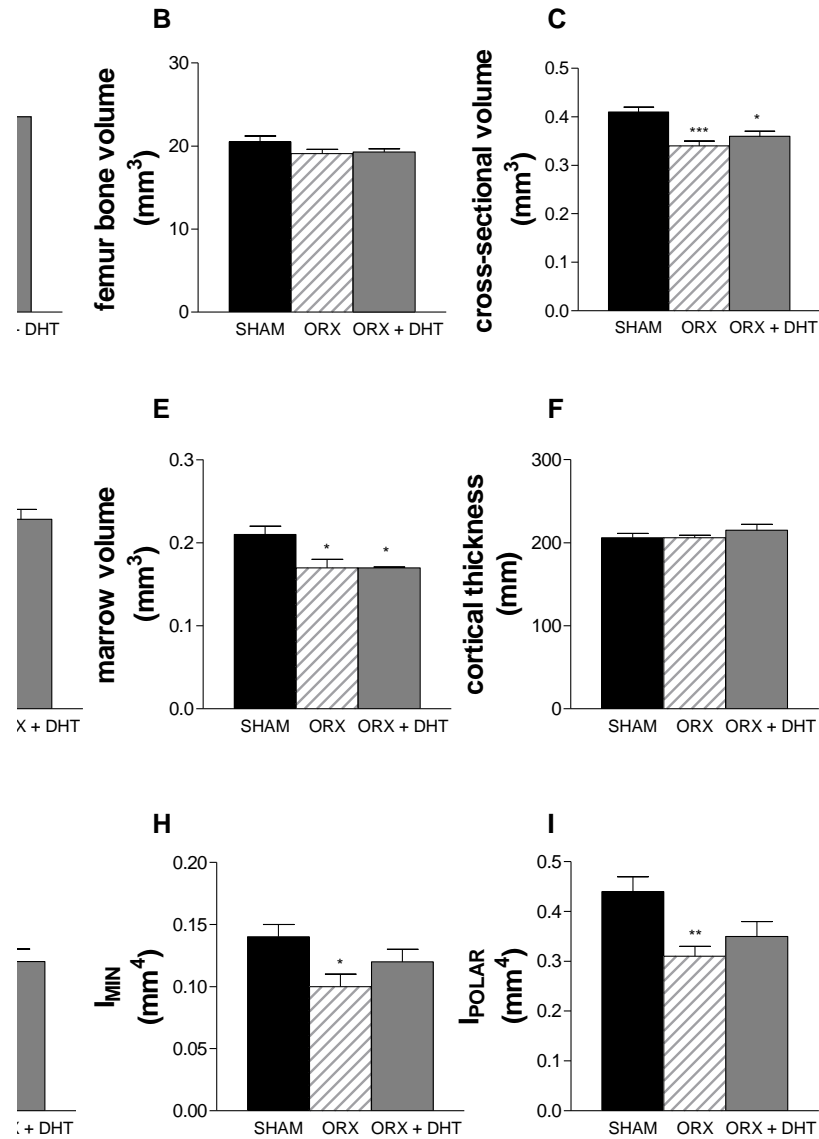 B
femur bone volume
(mm³)
30
20
10
0
SHAM ORX ORX + DHT
C
cross-sectional volume
(mm³)
0.5
0.4
0.3
0.2
0.1
0.0
***
*
SHAM ORX ORX + DHT
DHT
E
marrow volume
(mm³)
0.3
0.2
0.1
0.0
*
*
SHAM ORX ORX + DHT
F
cortical thickness
(mm)
300
200
100
0
SHAM ORX ORX + DHT
X + DHT
H
I_MIN
(mm⁴)
0.20
0.15
0.10
0.05
0.00
*
SHAM ORX ORX + DHT
I
I_POLAR
(mm⁴)
0.5
0.4
0.3
0.2
0.1
0.0
**
SHAM ORX ORX + DHT
+ DHT